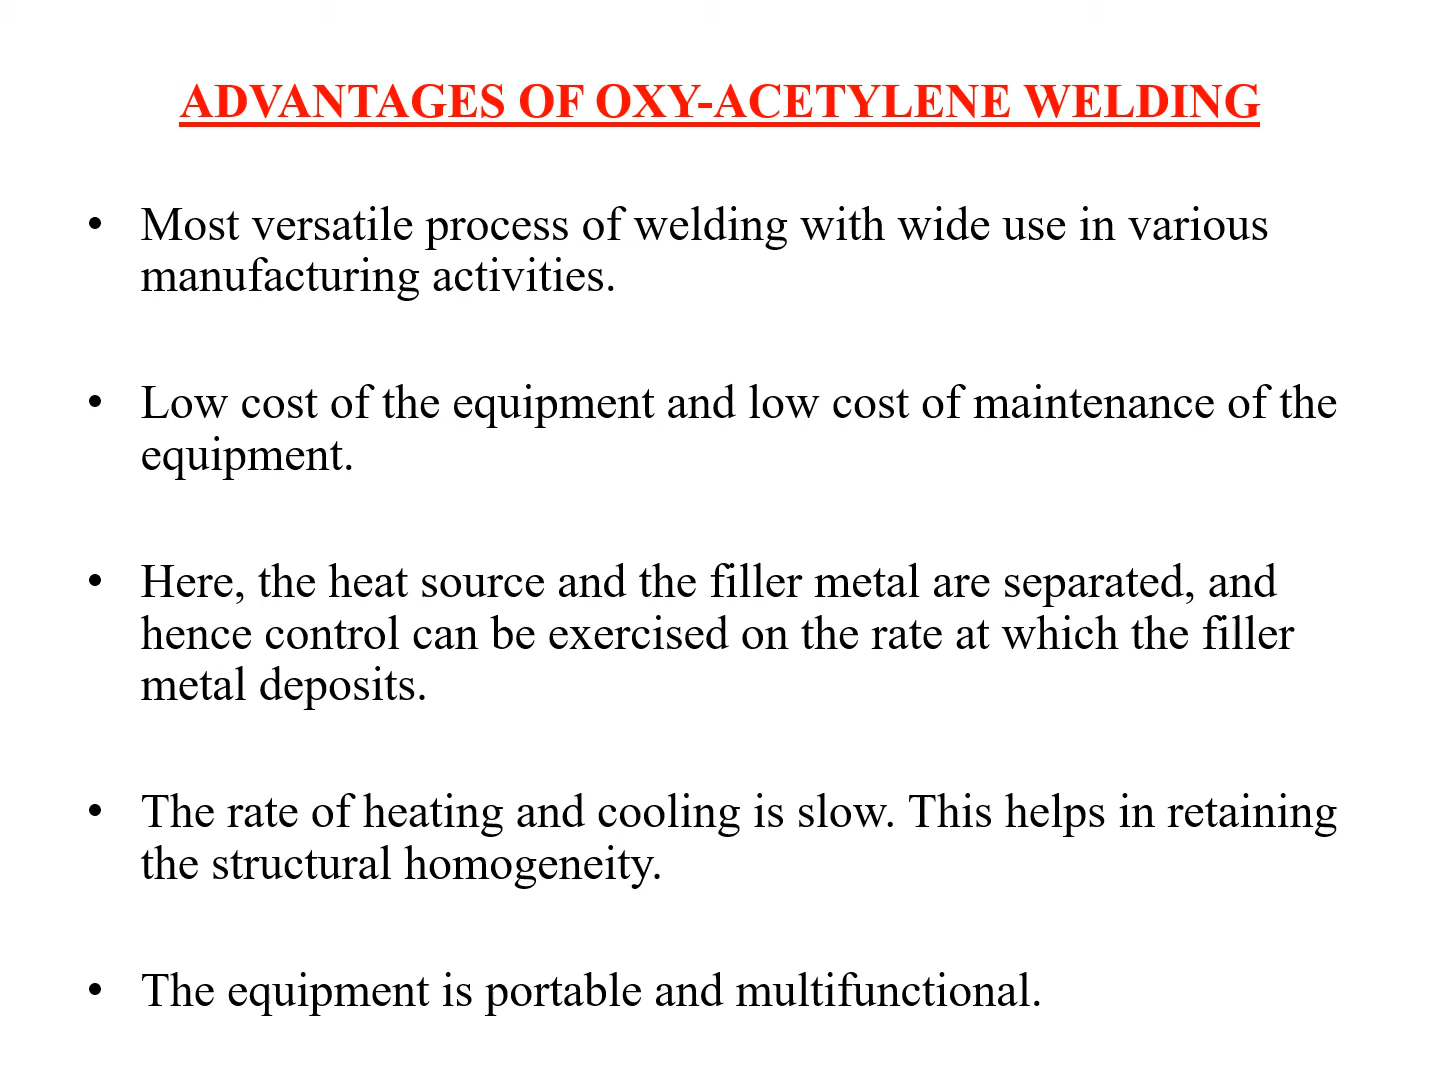 ADVANTAGES OF OXY-ACETYLENE WELDING
• Most versatile process of welding with wide use in various
manufacturing activities.
• Low cost of the equipment and low cost of maintenance of the
equipment.
• Here, the heat source and the filler metal are separated, and
hence control can be exercised on the rate at which the filler
metal deposits.
• The rate of heating and cooling is slow. This helps in retaining
the structural homogeneity.
• The equipment is portable and multifunctional.